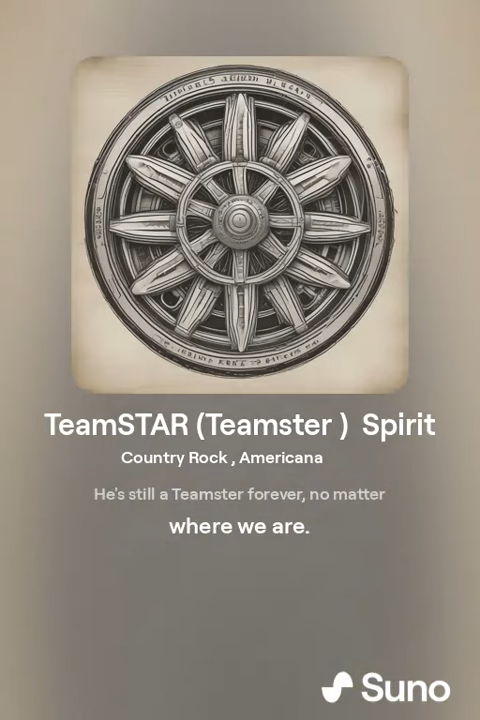 TeamSTAR (Teamster )  Spirit
Country Rock , Americana
He's still a Teamster forever, no matter
where we are.
Suno